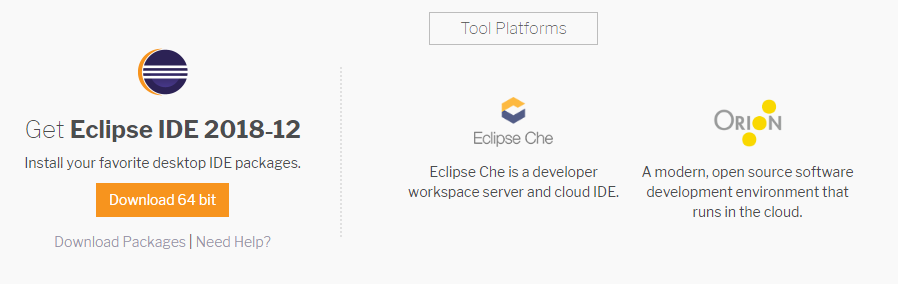 Tool Platforms
Get Eclipse IDE 2018-12
Install your favorite desktop IDE packages.
Download 64 bit
Download Packages | Need Help?
Eclipse Che
Eclipse Che is a developer
workspace server and cloud IDE.
ORION
A modern, open source software
development environment that
runs in the cloud.